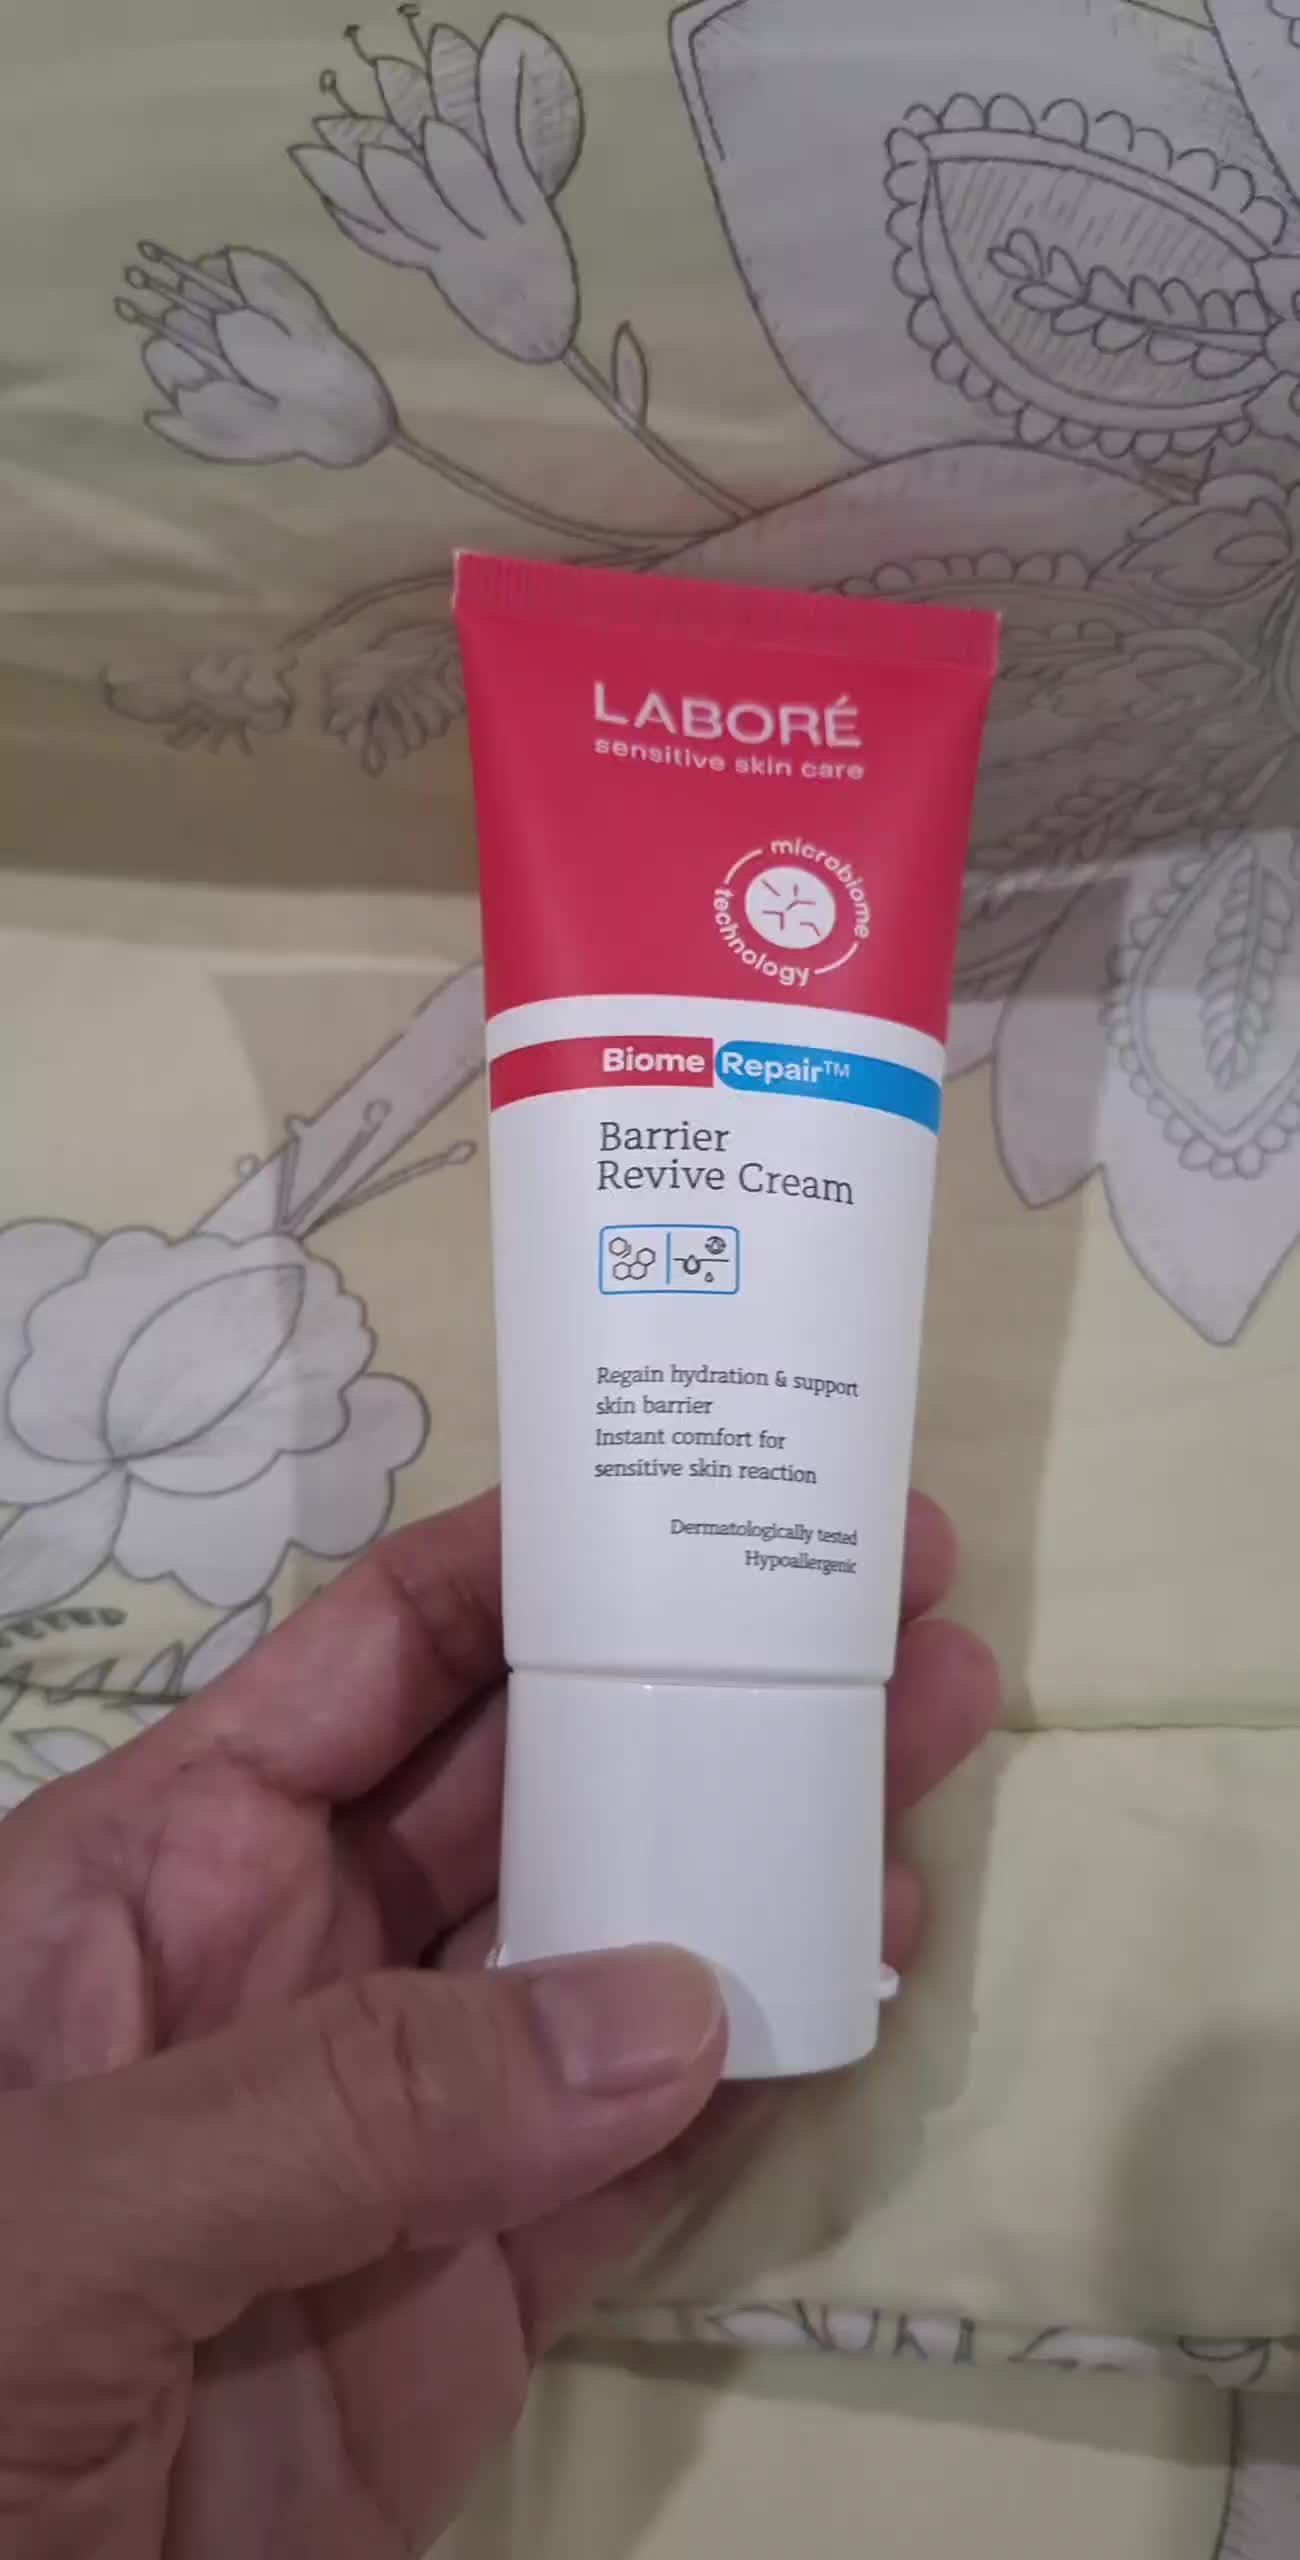 LABORÉ
sensitive skin care
microbiome
technology
Biome Repair™
Barrier
Revive Cream
Regain hydration & support
skin barrier
Instant comfort for
sensitive skin reaction
Dermatologically tested
Hypoallergenic